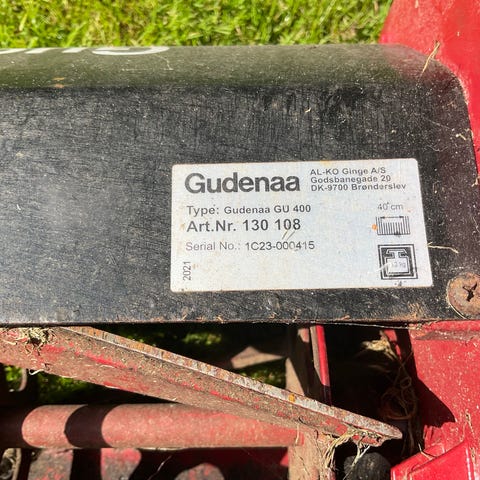 Gudenaa
AL-KO Ginge A/S
Godsbanegade 20
DK-9700 Brønderslev
Type: Gudenaa GU 400
40 cm
Art.Nr. 130 108
Serial No.: 1C23-000415
2021